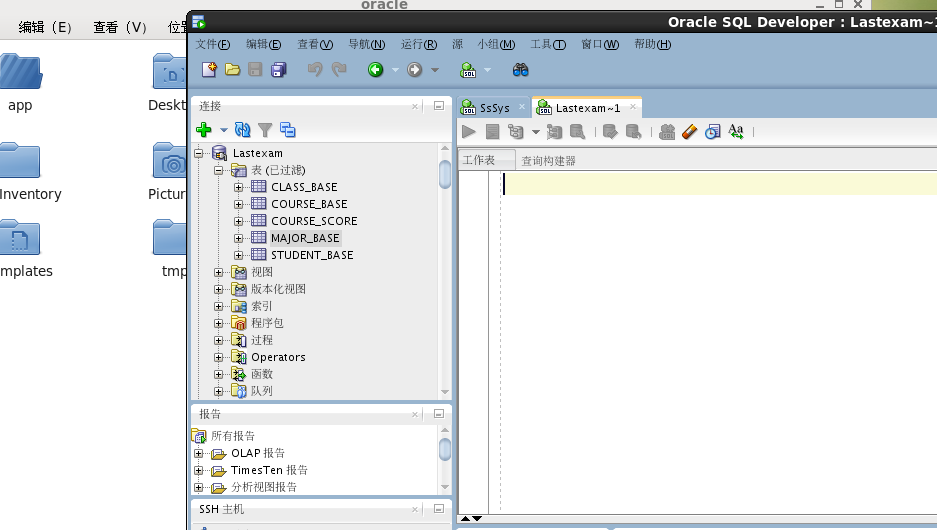 oracle
编辑（E） 查看（V）
app
Deskt
Inventory
Pictur
mplates
tmp
Oracle SQL Developer : Lastexam~1
文件(F) 编辑(E) 查看(V) 导航(N) 运行(R) 源 小组(M) 工具(T) 窗口(W) 帮助(H)
连接
Lastexam
表 (已过滤)
CLASS_BASE
COURSE_BASE
COURSE_SCORE
MAJOR_BASE
STUDENT_BASE
视图
版本化视图
索引
程序包
过程
Operators
函数
队列
报告
所有报告
OLAP 报告
TimesTen 报告
分析视图报告
SSH 主机
SsSys
Lastexam~1
工作表 查询构建器